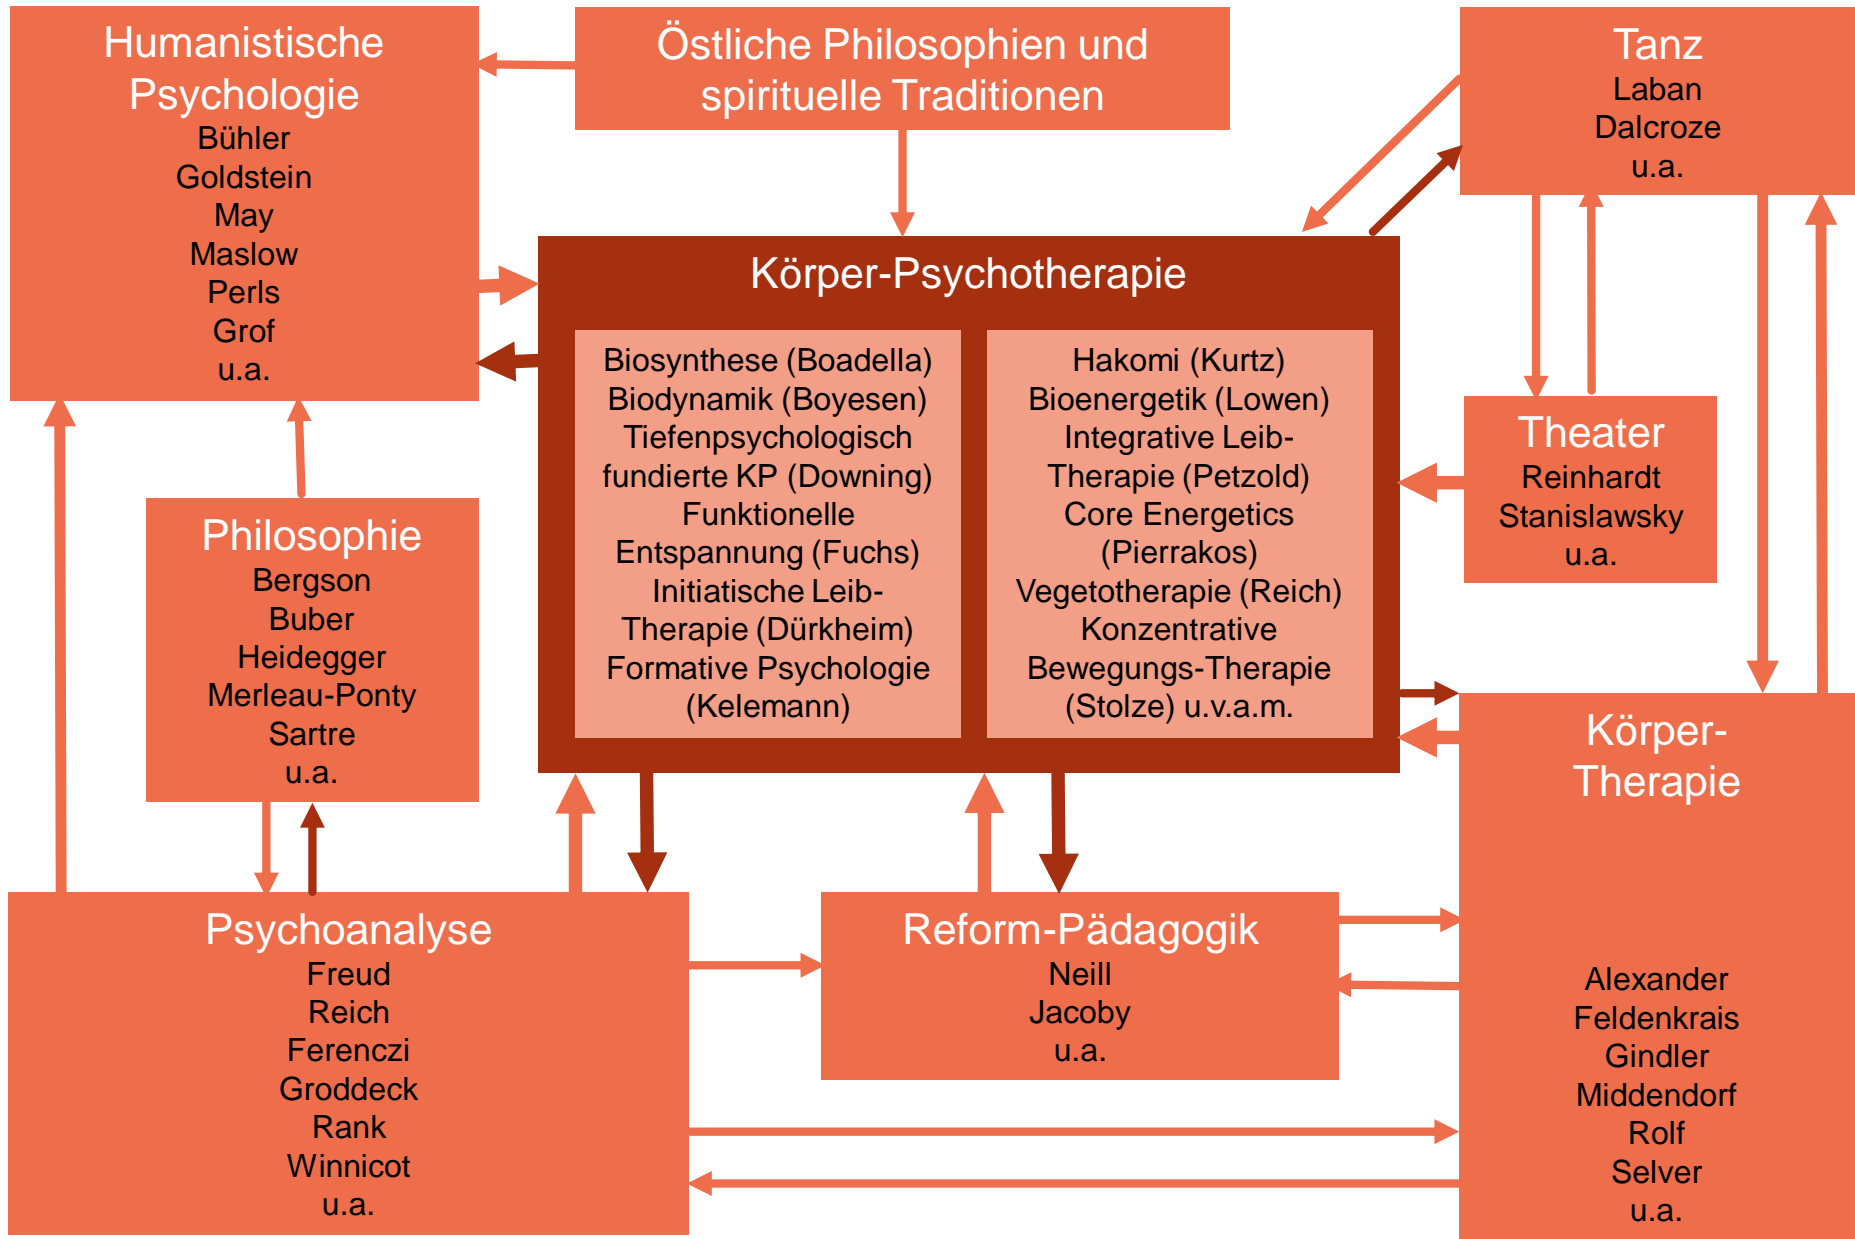 Humanistische
Psychologie
Bühler
Goldstein
May
Maslow
Perls
Grof
u.a.
Östliche Philosophien und
spirituelle Traditionen
Tanz
Laban
Dalcroze
u.a.
Körper-Psychotherapie
Biosynthese (Boadella)
Biodynamik (Boyesen)
Tiefenpsychologisch
fundierte KP (Downing)
Funktionelle
Entspannung (Fuchs)
Initiatische Leib-
Therapie (Dürkheim)
Formative Psychologie
(Kelemann)
Hakomi (Kurtz)
Bioenergetik (Lowen)
Integrative Leib-
Therapie (Petzold)
Core Energetics
(Pierrakos)
Vegetotherapie (Reich)
Konzentrative
Bewegungs-Therapie
(Stolze) u.v.a.m.
Theater
Reinhardt
Stanislawsky
u.a.
Philosophie
Bergson
Buber
Heidegger
Merleau-Ponty
Sartre
u.a.
Körper-
Therapie
Alexander
Feldenkrais
Gindler
Middendorf
Rolf
Selver
u.a.
Psychoanalyse
Freud
Reich
Ferenczi
Groddeck
Rank
Winnicot
u.a.
Reform-Pädagogik
Neill
Jacoby
u.a.